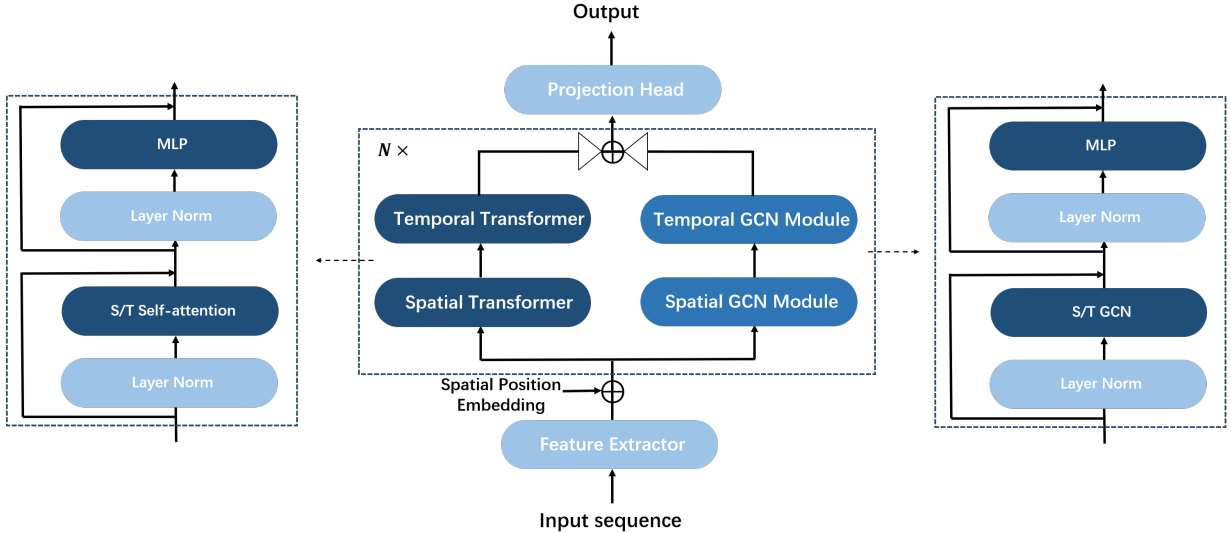 Output
Projection Head
N ×
Temporal Transformer
Temporal GCN Module
Spatial Transformer
Spatial GCN Module
Spatial Position
Embedding
Feature Extractor
Input sequence
MLP
Layer Norm
S/T Self-attention
Layer Norm
MLP
Layer Norm
S/T GCN
Layer Norm